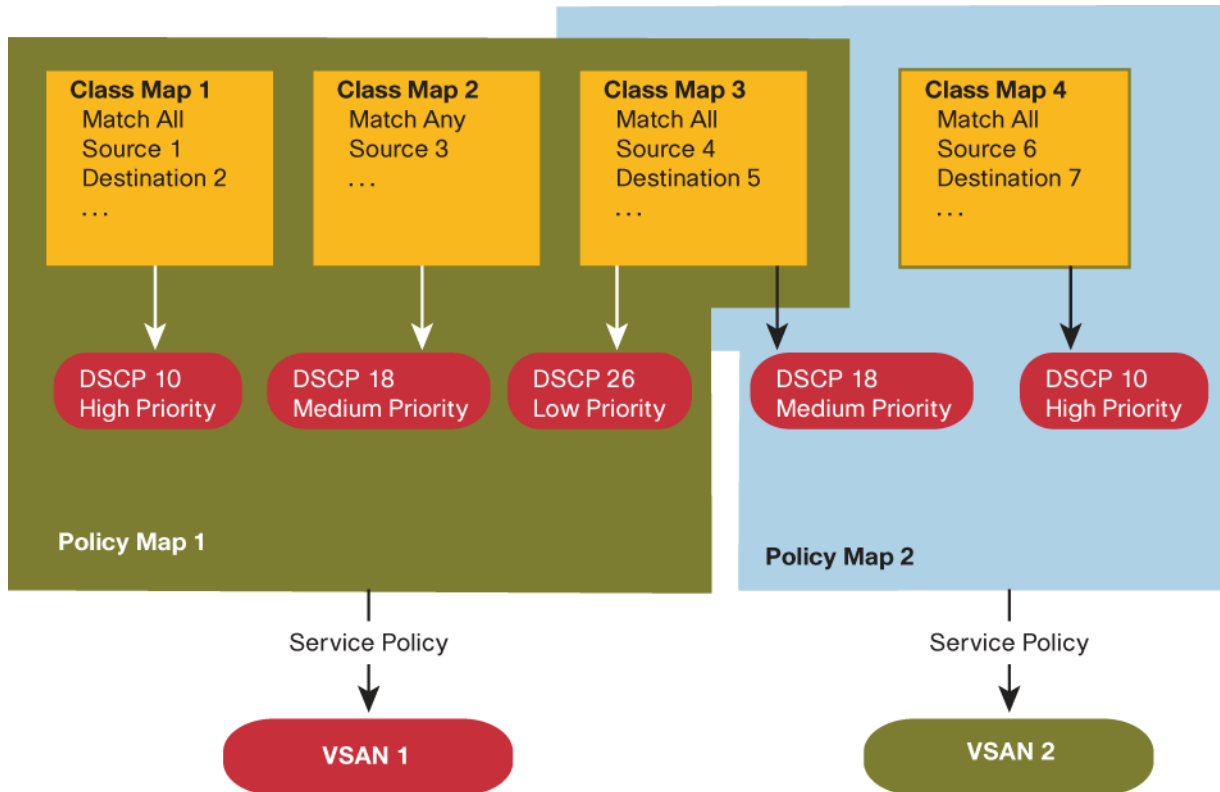 Class Map 1
Match All
Source 1
Destination 2
...
Class Map 2
Match Any
Source 3
...
Class Map 3
Match All
Source 4
Destination 5
...
Class Map 4
Match All
Source 6
Destination 7
...
DSCP 10
High Priority
DSCP 18
Medium Priority
DSCP 26
Low Priority
DSCP 18
Medium Priority
DSCP 10
High Priority
Policy Map 1
Policy Map 2
Service Policy
Service Policy
VSAN 1
VSAN 2